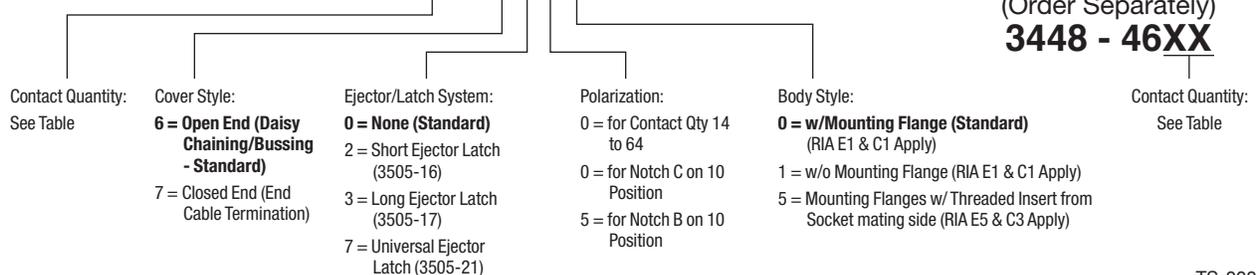 (Order Separately)
3448 - 46XX
Contact Quantity:
See Table
Cover Style:
6 = Open End (Daisy
Chaining/Bussing
- Standard)
7 = Closed End (End
Cable Termination)
Ejector/Latch System:
0 = None (Standard)
2 = Short Ejector Latch
(3505-16)
3 = Long Ejector Latch
(3505-17)
7 = Universal Ejector
Latch (3505-21)
Polarization:
0 = for Contact Qty 14
to 64
0 = for Notch C on 10
Position
5 = for Notch B on 10
Position
Body Style:
0 = w/Mounting Flange (Standard)
(RIA E1 & C1 Apply)
1 = w/o Mounting Flange (RIA E1 & C1 Apply)
5 = Mounting Flanges w/ Threaded Insert from
Socket mating side (RIA E5 & C3 Apply)
Contact Quantity:
See Table